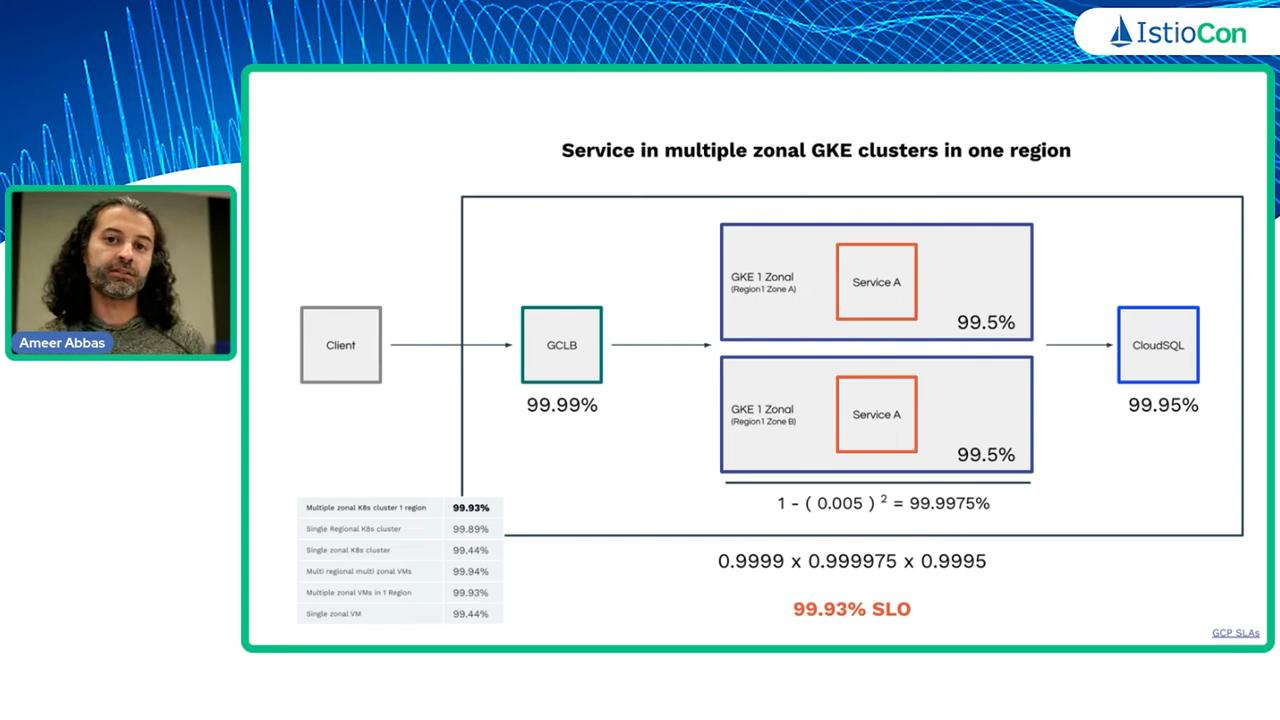 IstioCon
Service in multiple zonal GKE clusters in one region
Ameer Abbas
Client
GCLB
99.99%
GKE 1 Zonal
(Region1 Zone A)
Service A
99.5%
GKE 1 Zonal
(Region1 Zone B)
Service A
99.5%
CloudSQL
99.95%
1 - ( 0.005 ) 2 = 99.9975%
0.9999 x 0.999975 x 0.9995
99.93% SLO
Multiple zonal K8s cluster 1 region 99.93%
Single Regional K8s cluster 99.89%
Single zonal K8s cluster 99.44%
Multi regional multi zonal VMs 99.94%
Multiple zonal VMs in 1 Region 99.93%
Single zonal VM 99.44%
GCP SLAs